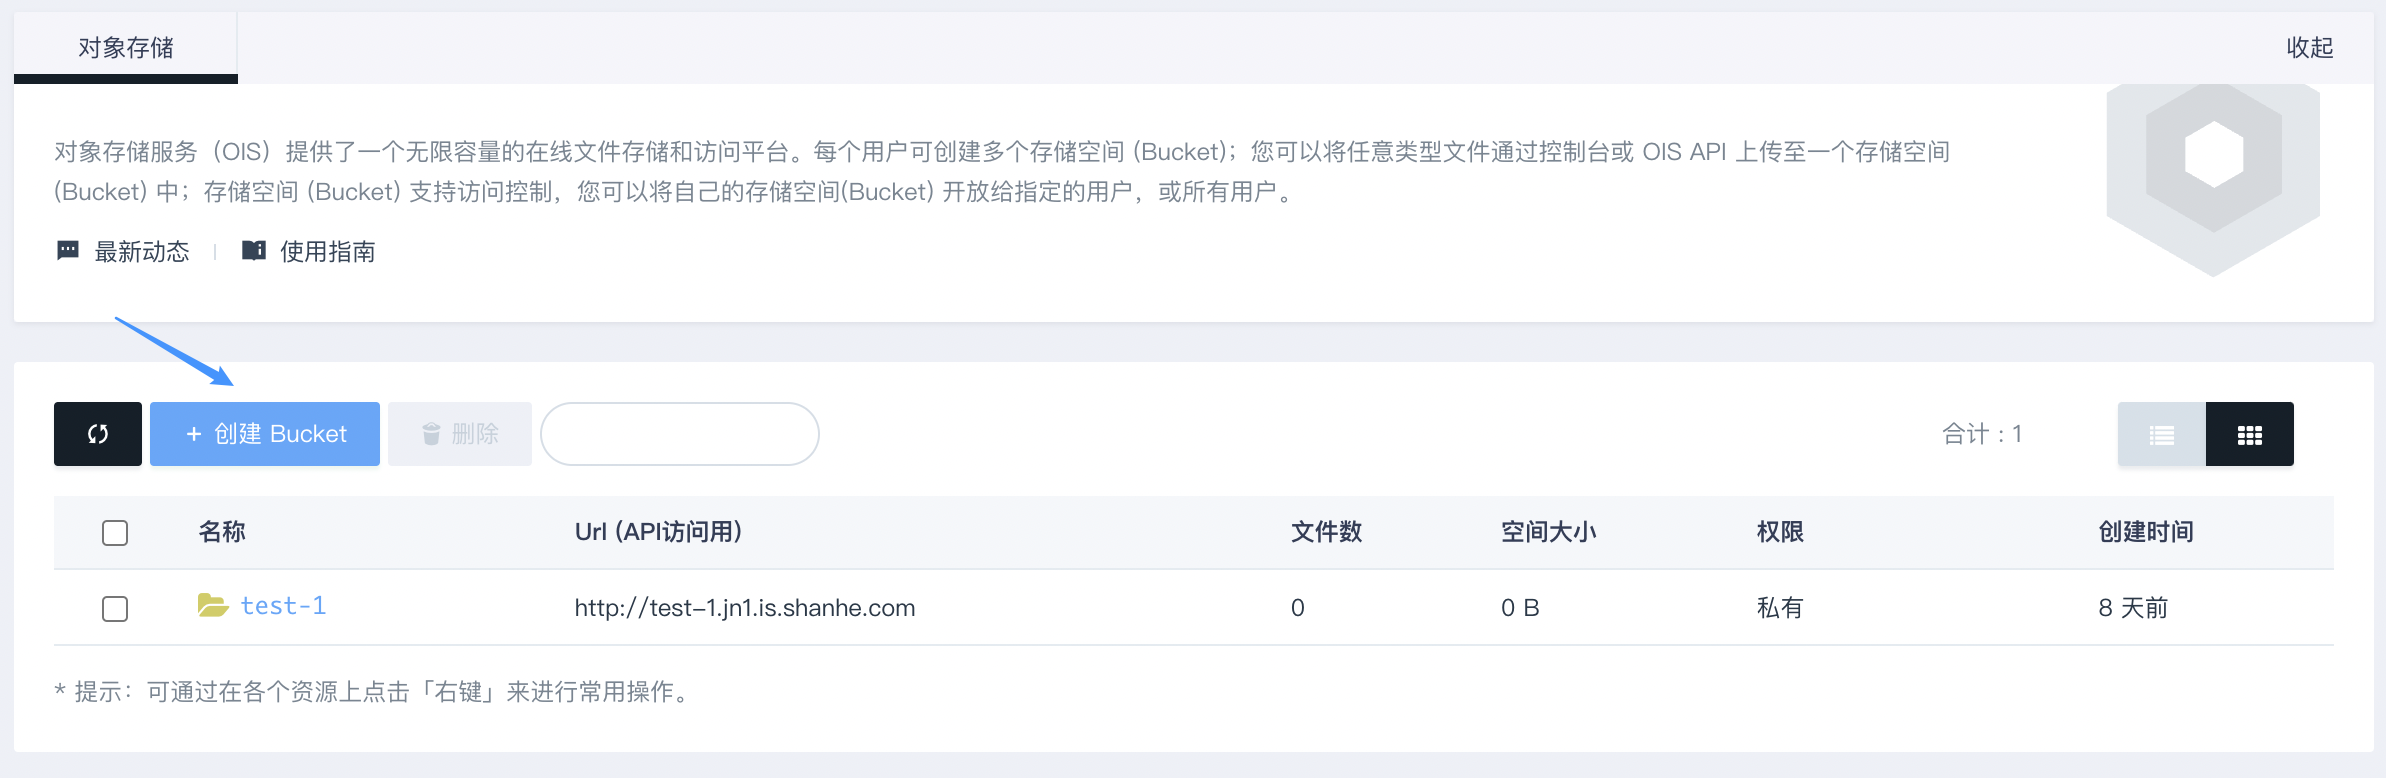 对象存储
收起
对象存储服务（OIS）提供了一个无限容量的在线文件存储和访问平台。每个用户可创建多个存储空间 (Bucket)；您可以将任意类型文件通过控制台或 OIS API 上传至一个存储空间
(Bucket) 中；存储空间 (Bucket) 支持访问控制，您可以将自己的存储空间(Bucket) 开放给指定的用户，或所有用户。
最新动态 使用指南
+ 创建 Bucket 删除 合计 : 1
名称 Url (API访问用) 文件数 空间大小 权限 创建时间
test-1 http://test-1.jn1.is.shanhe.com 0 0 B 私有 8 天前
* 提示：可通过在各个资源上点击「右键」来进行常用操作。